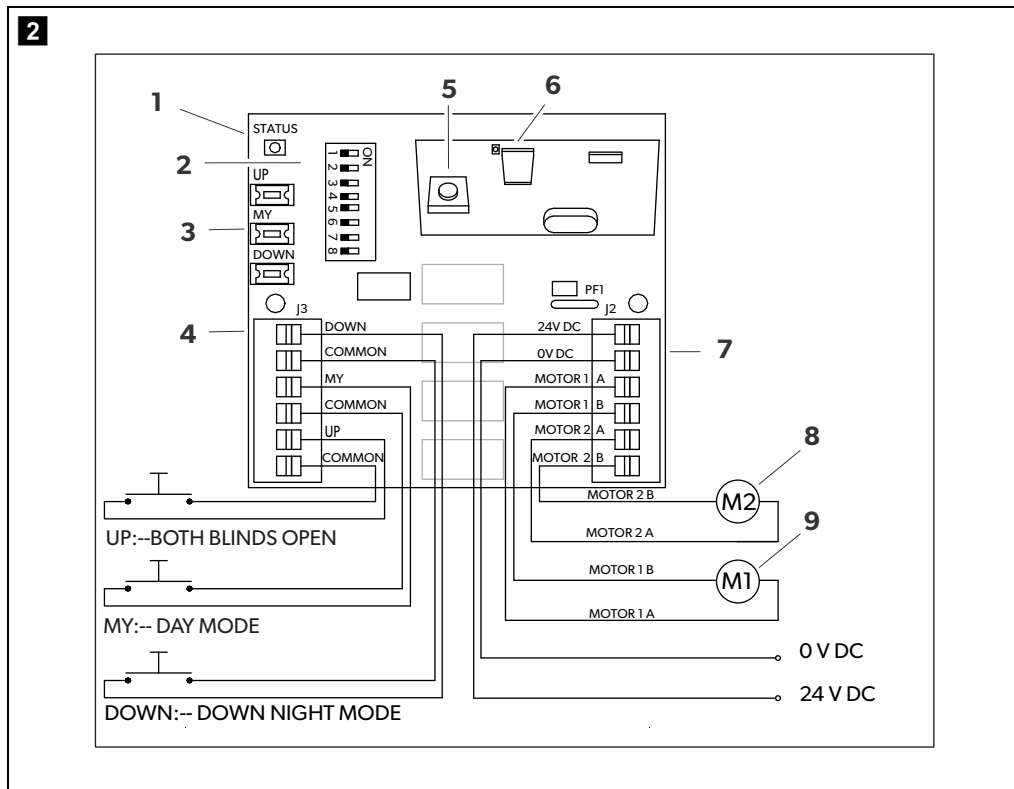 2
1
STATUS
2
UP
3
MY
DOWN
ON
1
2
3
4
5
6
7
8
5
6
PF1
4
J3
DOWN
COMMON
MY
COMMON
UP
COMMON
J2
24V DC
0V DC
MOTOR 1 A
MOTOR 1 B
MOTOR 2 A
MOTOR 2 B
7
8
M2
MOTOR 2 B
MOTOR 2 A
9
M1
MOTOR 1 B
MOTOR 1 A
0 V DC
24 V DC
UP:--BOTH BLINDS OPEN
MY:-- DAY MODE
DOWN:-- DOWN NIGHT MODE